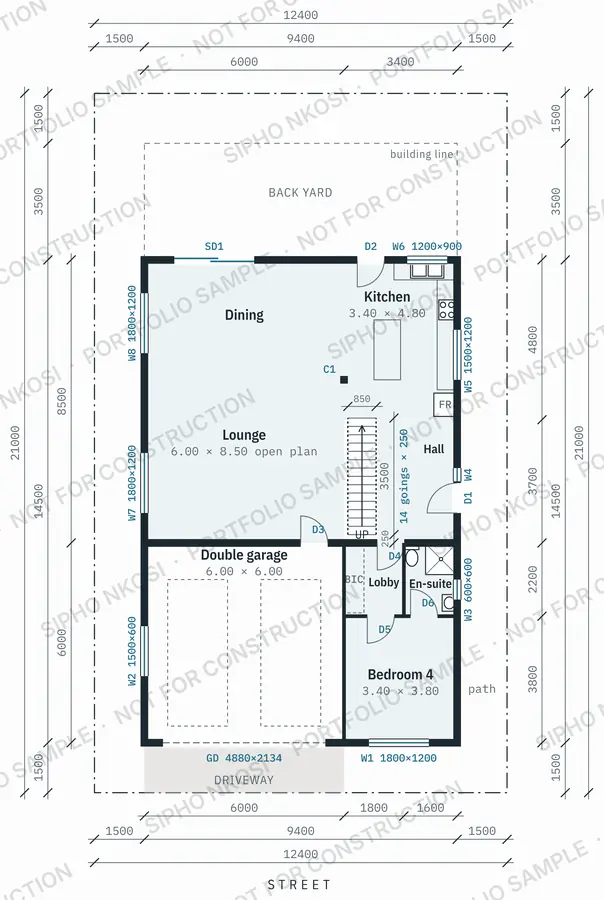 12400
1500 9400 1500
6000 3400
1500
1500
building line
3500
3500
BACK YARD
SD1
D2
W6 1200×900
Kitchen
3.40 × 4.80
Dining
W8 1800×1200
W5 1500×1200
4800
C1
8500
850
FR
Lounge
6.00 × 8.50 open plan
Hall
21000
21000
14500
14500
3500
14 goings × 250
W4
3700
W7 1800×1200
D1
UP
250
D3
D4
Double garage
6.00 × 6.00
BIC
Lobby
En-suite
W3 600×600
2200
D6
D5
W2 1500×600
6000
Bedroom 4
3.40 × 3.80
path
3800
GD 4880×2134
W1 1800×1200
DRIVEWAY
1500
1500
6000 1800 1600
1500 9400 1500
12400
STREET
SIPHO NKOSI · PORTFOLIO SAMPLE · NOT FOR CONSTRUCTION